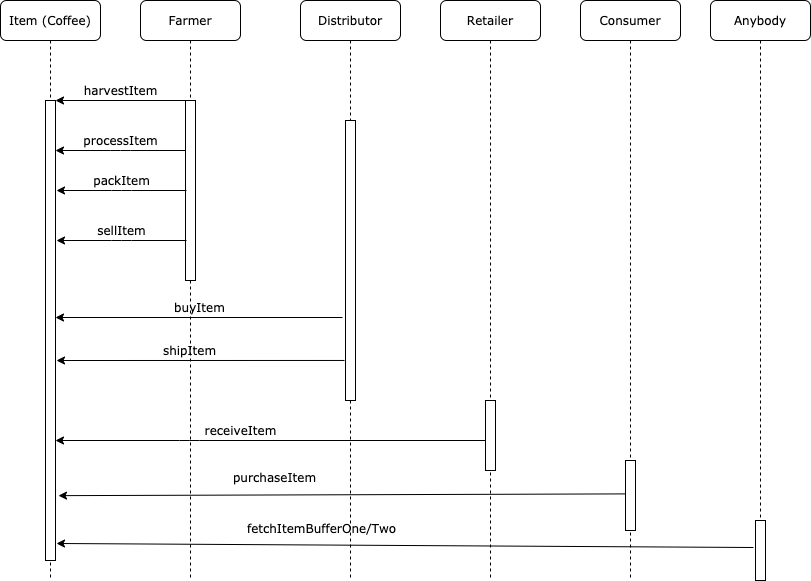 Item (Coffee)
Farmer
Distributor
Retailer
Consumer
Anybody
harvestItem
processItem
packItem
sellItem
buyItem
shipItem
receiveItem
purchaseItem
fetchItemBufferOne/Two